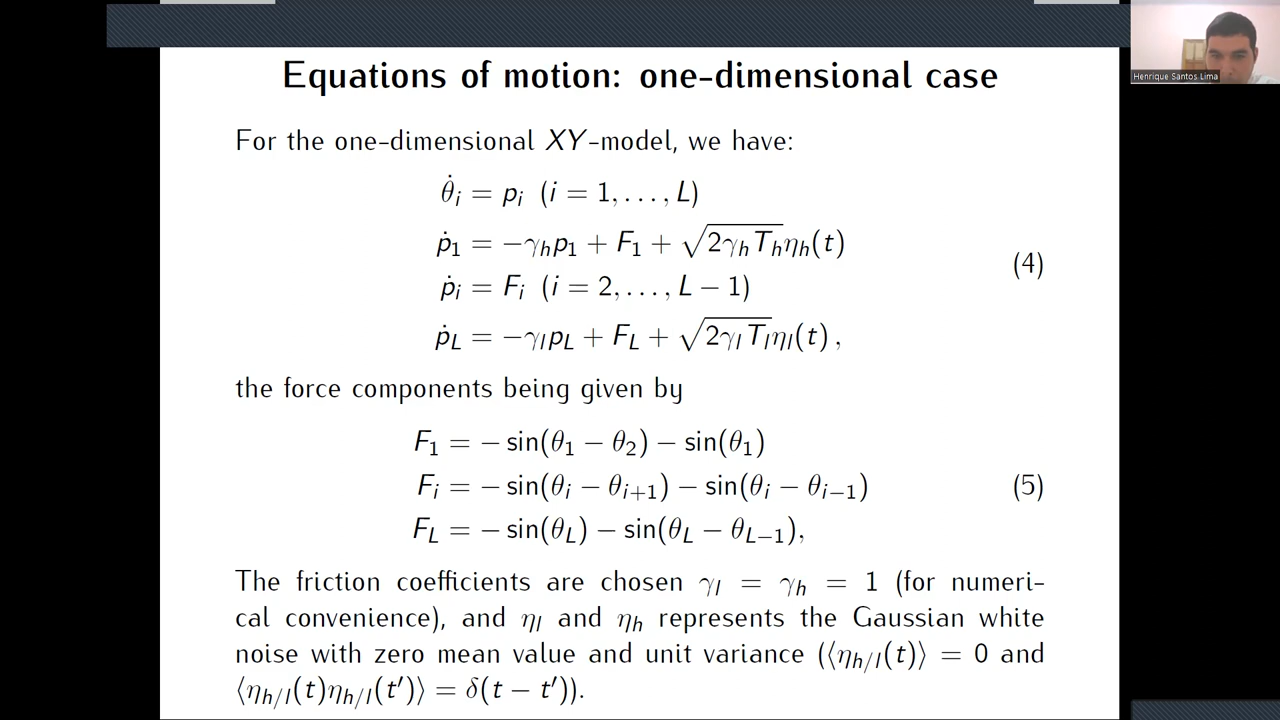 Equations of motion: one-dimensional case
Henrique Santos Lima
For the one-dimensional XY-model, we have:
θ̇ᵢ = pᵢ (i = 1, . . . , L)
ṗ₁ = −γₕp₁ + F₁ + √(2γₕTₕ)ηₕ(t)
ṗᵢ = Fᵢ (i = 2, . . . , L − 1)
(4)
ṗ_L = −γₗp_L + F_L + √(2γₗTₗ)ηₗ(t) ,
the force components being given by
F₁ = − sin(θ₁ − θ₂) − sin(θ₁)
Fᵢ = − sin(θᵢ − θᵢ₊₁) − sin(θᵢ − θᵢ₋₁)
(5)
F_L = − sin(θ_L) − sin(θ_L − θ_{L−1}),
The friction coefficients are chosen γₗ = γₕ = 1 (for numeri-
cal convenience), and ηₗ and ηₕ represents the Gaussian white
noise with zero mean value and unit variance (⟨η_{h/l}(t)⟩ = 0 and
⟨η_{h/l}(t)η_{h/l}(t′)⟩ = δ(t − t′)).